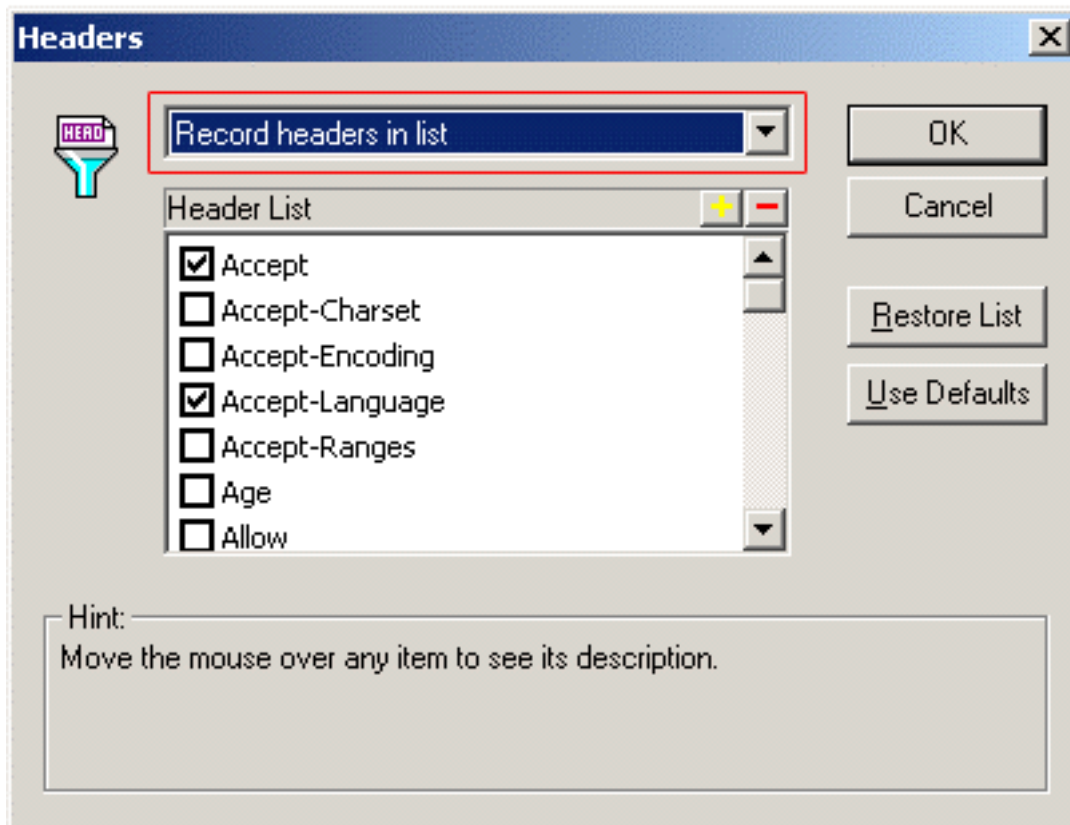 Headers
HEAD
Record headers in list
OK
Header List
Cancel
Accept
Accept-Charset
Accept-Encoding
Accept-Language
Accept-Ranges
Age
Allow
Restore List
Use Defaults
Hint:
Move the mouse over any item to see its description.